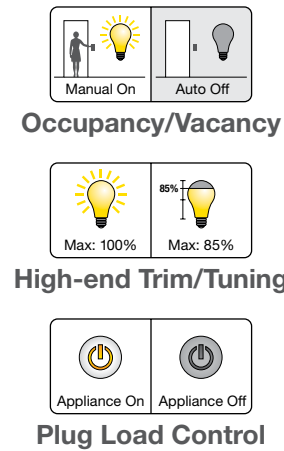 Manual On
Auto Off
Occupancy/Vacancy
85%
Max: 100%
Max: 85%
High-end Trim/Tuning
Appliance On
Appliance Off
Plug Load Control